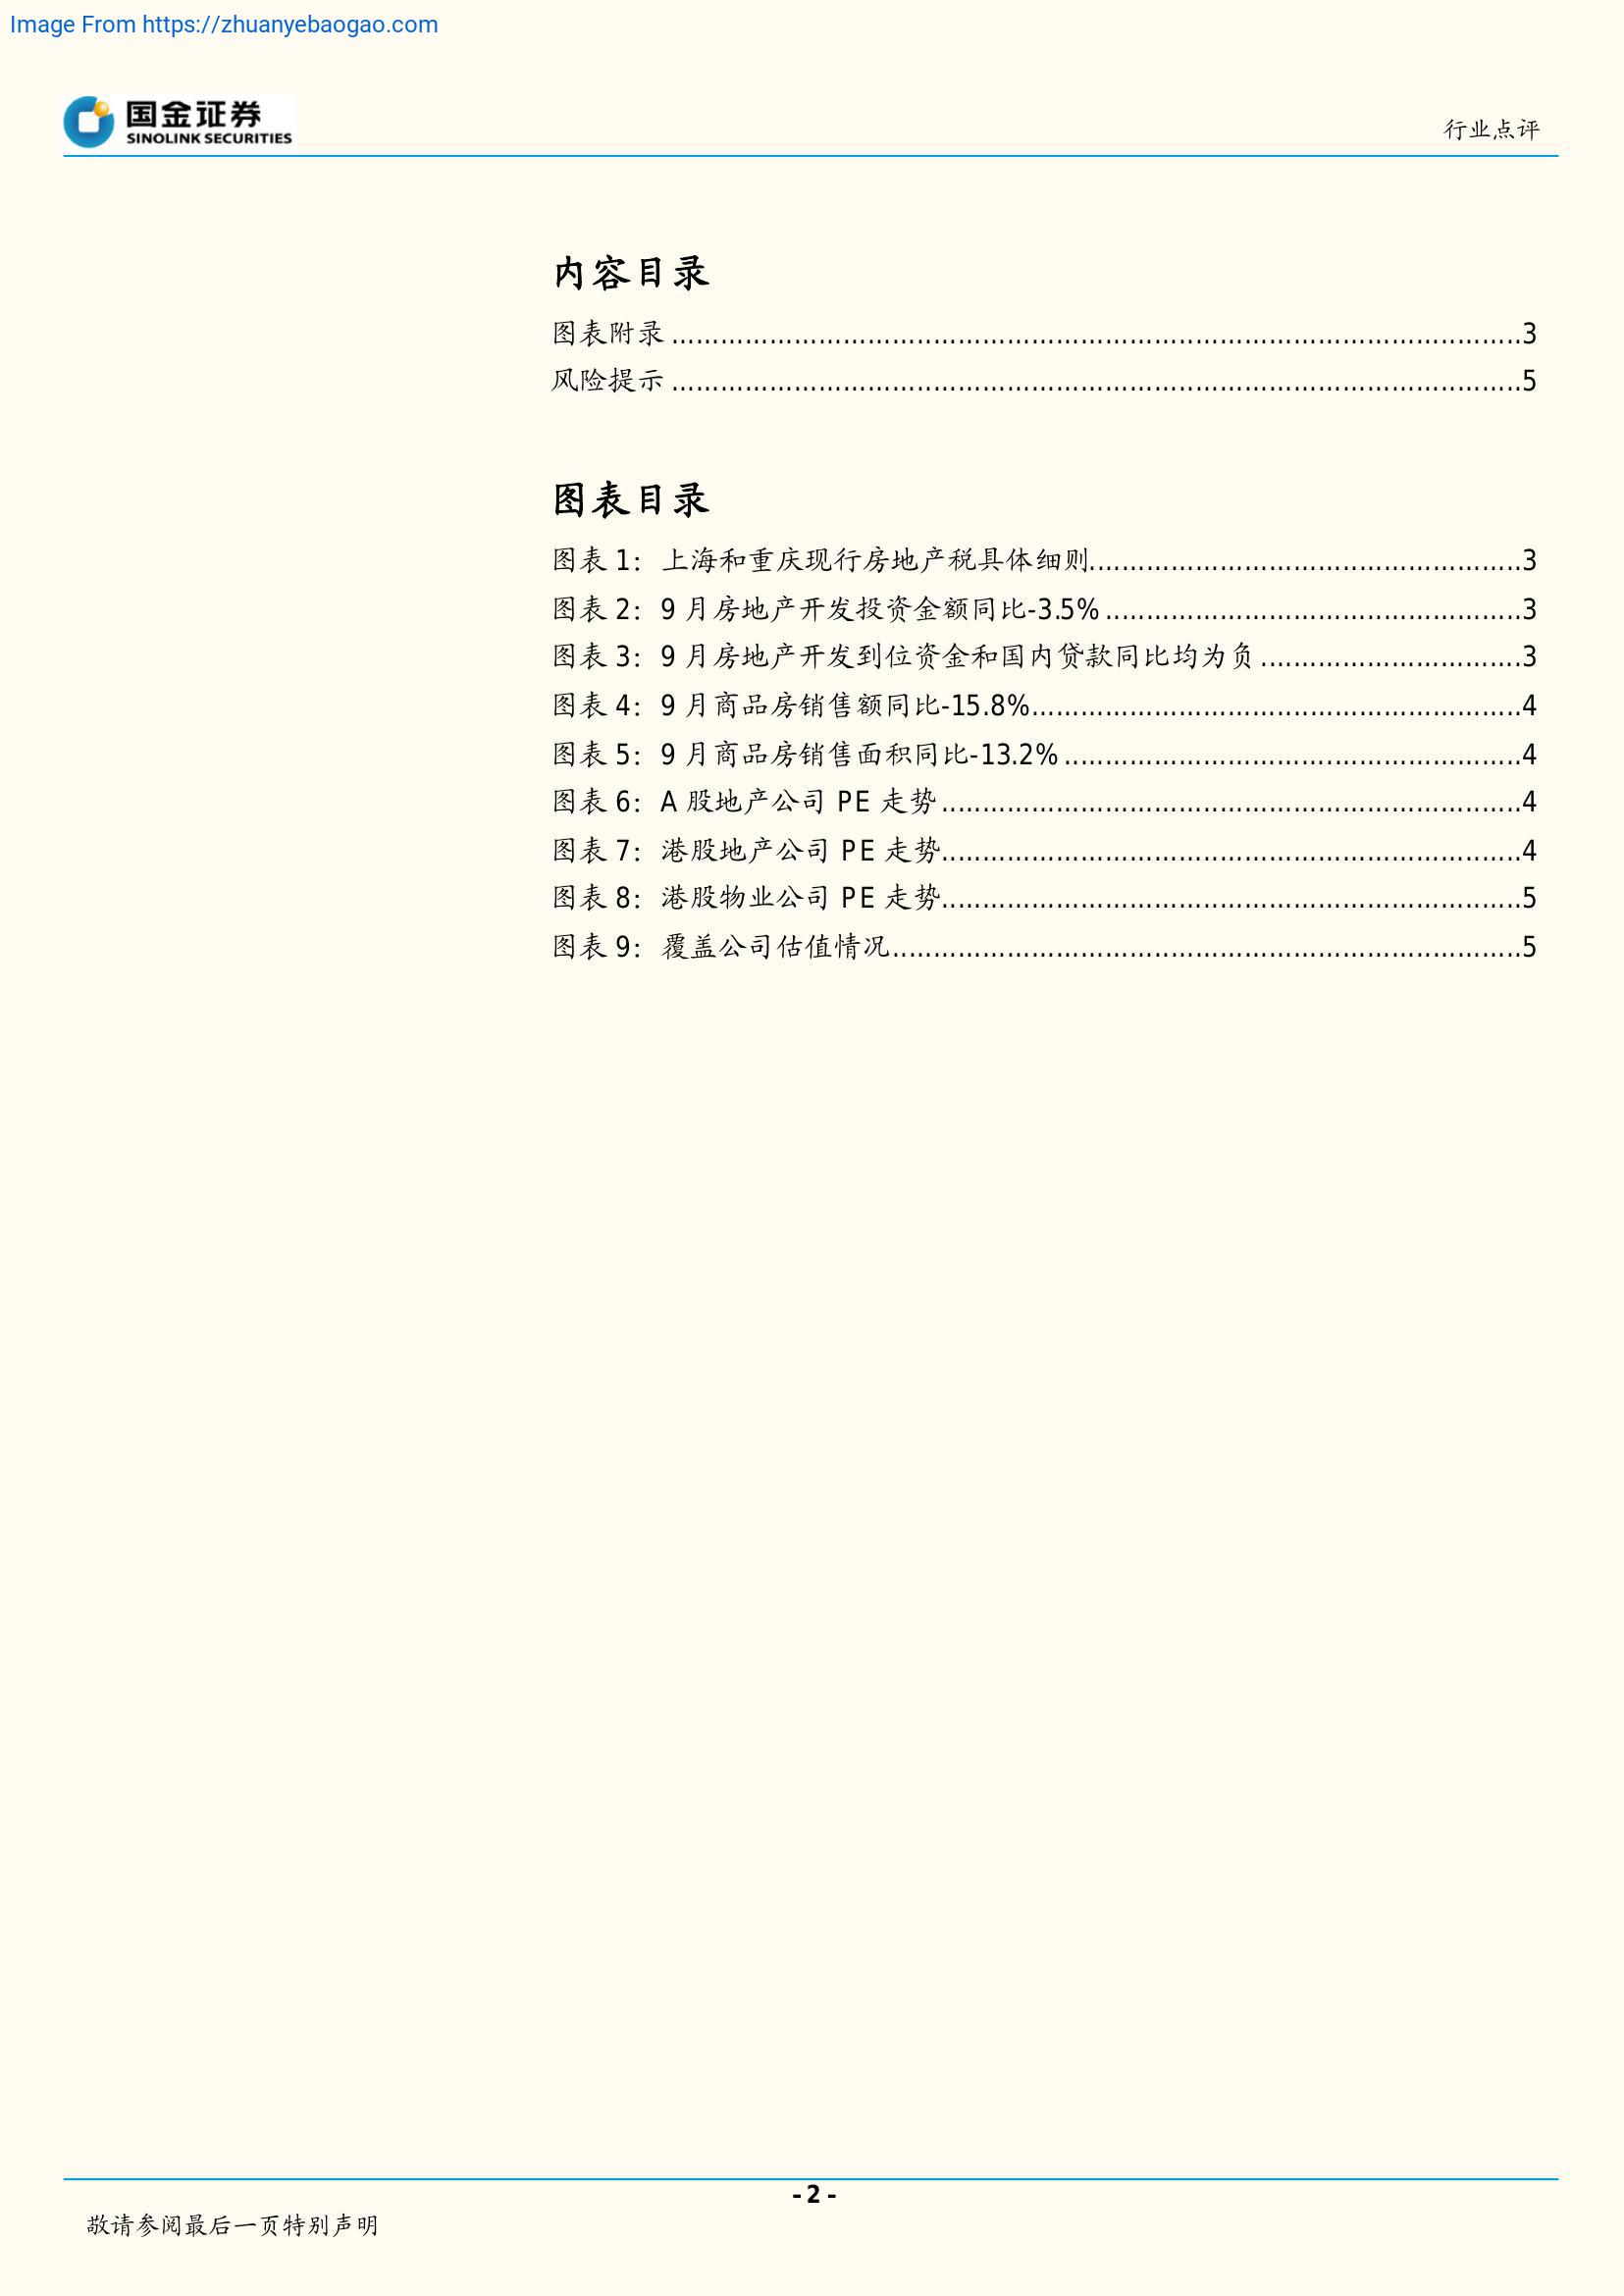 Image From https://zhuanyebaogao.com
国金证券
SINOLINK SECURITIES
行业点评
内容目录
图表附录......3
风险提示......5
图表目录
图表 1：上海和重庆现行房地产税具体细则......3
图表 2：9 月房地产开发投资金额同比-3.5%......3
图表 3：9 月房地产开发到位资金和国内贷款同比均为负......3
图表 4：9 月商品房销售额同比-15.8%......4
图表 5：9 月商品房销售面积同比-13.2%......4
图表 6：A 股地产公司 PE 走势......4
图表 7：港股地产公司 PE 走势......4
图表 8：港股物业公司 PE 走势......5
图表 9：覆盖公司估值情况......5
- 2 -
敬请参阅最后一页特别声明